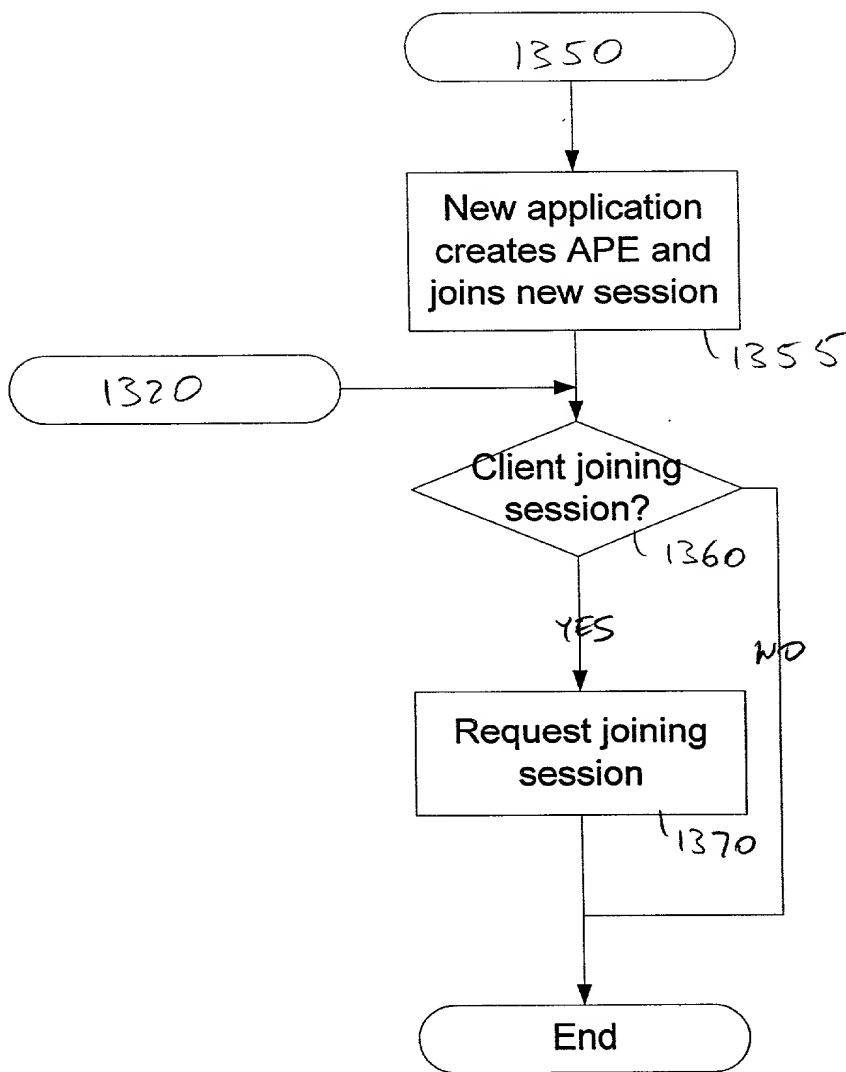 1350
New application
creates APE and
joins new session
1355
1320
Client joining
session?
1360
YES
NO
Request joining
session
1370
End